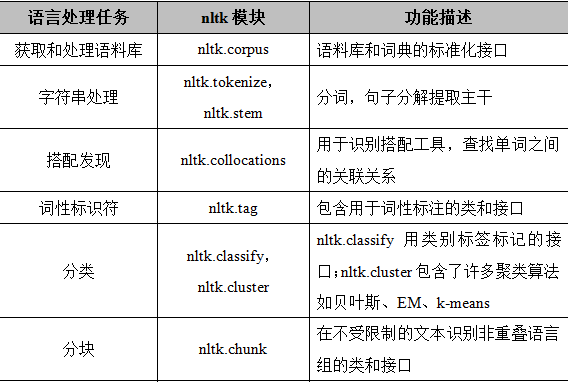 语言处理任务 nltk 模块 功能描述
获取和处理语料库 nltk.corpus 语料库和词典的标准化接口
字符串处理 nltk.tokenize, nltk.stem 分词，句子分解提取主干
搭配发现 nltk.collocations 用于识别搭配工具，查找单词之间
的关联关系
词性标识符 nltk.tag 包含用于词性标注的类和接口
分类 nltk.classify, nltk.cluster nltk.classify 用类别标签标记的接
口；nltk.cluster 包含了许多聚类算法
如贝叶斯、EM、k-means
分块 nltk.chunk 在不受限制的文本识别非重叠语言
组的类和接口